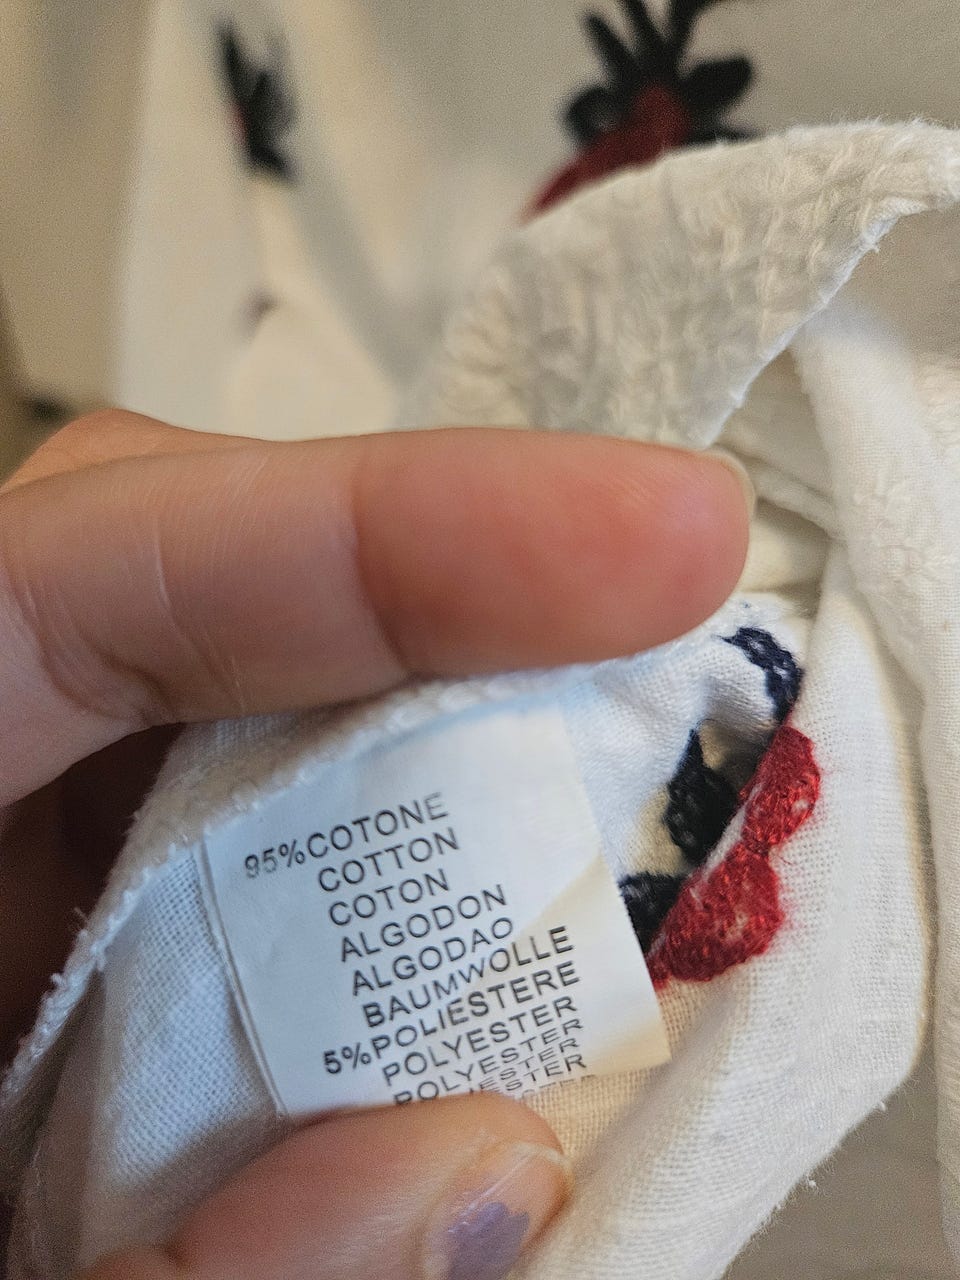 95%COTONE
COTTON
COTON
ALGODON
ALGODAO
BAUMWOLLE
5%POLIESTERE
POLYESTER
POLYESTER